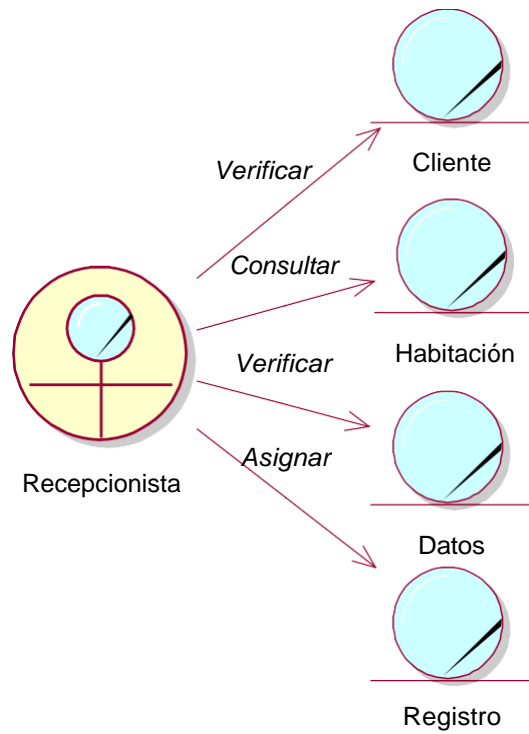 Verificar
Cliente
Consultar
Habitación
Verificar
Asignar
Recepcionista
Datos
Registro